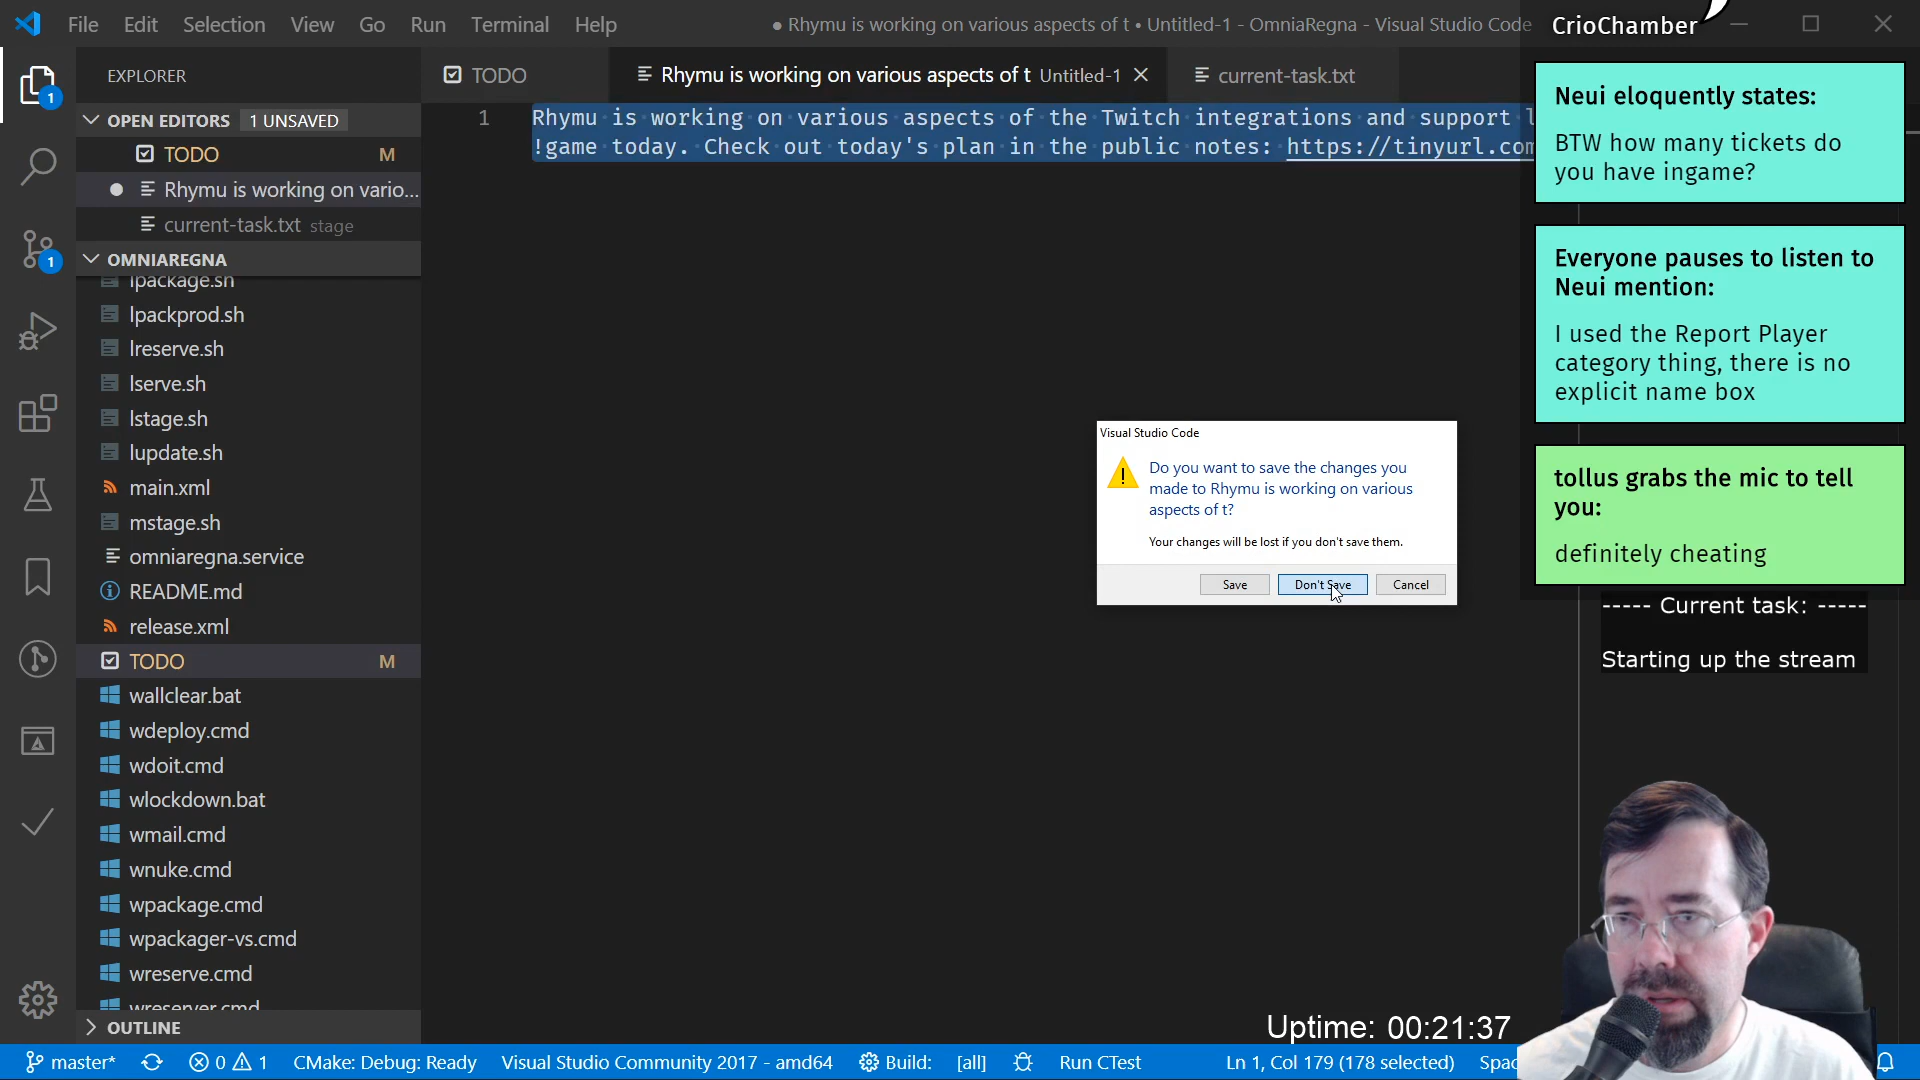 File Edit Selection View Go Run Terminal Help
● Rhymu is working on various aspects of t • Untitled-1 - OmniaRegna - Visual Studio Code
CrioChamber
EXPLORER
OPEN EDITORS 1 UNSAVED
TODO M
Rhymu is working on vario...
current-task.txt stage
OMNIAREGNA
lpackage.sh
lpackprod.sh
lreserve.sh
lserve.sh
lstage.sh
lupdate.sh
main.xml
mstage.sh
omniaregna.service
README.md
release.xml
TODO M
wallclear.bat
wdeploy.cmd
wdoit.cmd
wlockdown.bat
wmail.cmd
wnuke.cmd
wpackage.cmd
wpackager-vs.cmd
wreserve.cmd
wreserver.cmd
OUTLINE
1
1
TODO
Rhymu is working on various aspects of t Untitled-1
current-task.txt
1 Rhymu is working on various aspects of the Twitch integrations and support
!game today. Check out today's plan in the public notes: https://tinyurl.com
Visual Studio Code
Do you want to save the changes you
made to Rhymu is working on various
aspects of t?
Your changes will be lost if you don't save them.
Save Don't Save Cancel
Neui eloquently states:
BTW how many tickets do
you have ingame?
Everyone pauses to listen to
Neui mention:
I used the Report Player
category thing, there is no
explicit name box
tollus grabs the mic to tell
you:
definitely cheating
----- Current task: -----
Starting up the stream
Uptime: 00:21:37
master* 0 1 CMake: Debug: Ready Visual Studio Community 2017 - amd64 Build: [all] Run CTest Ln 1, Col 179 (178 selected)